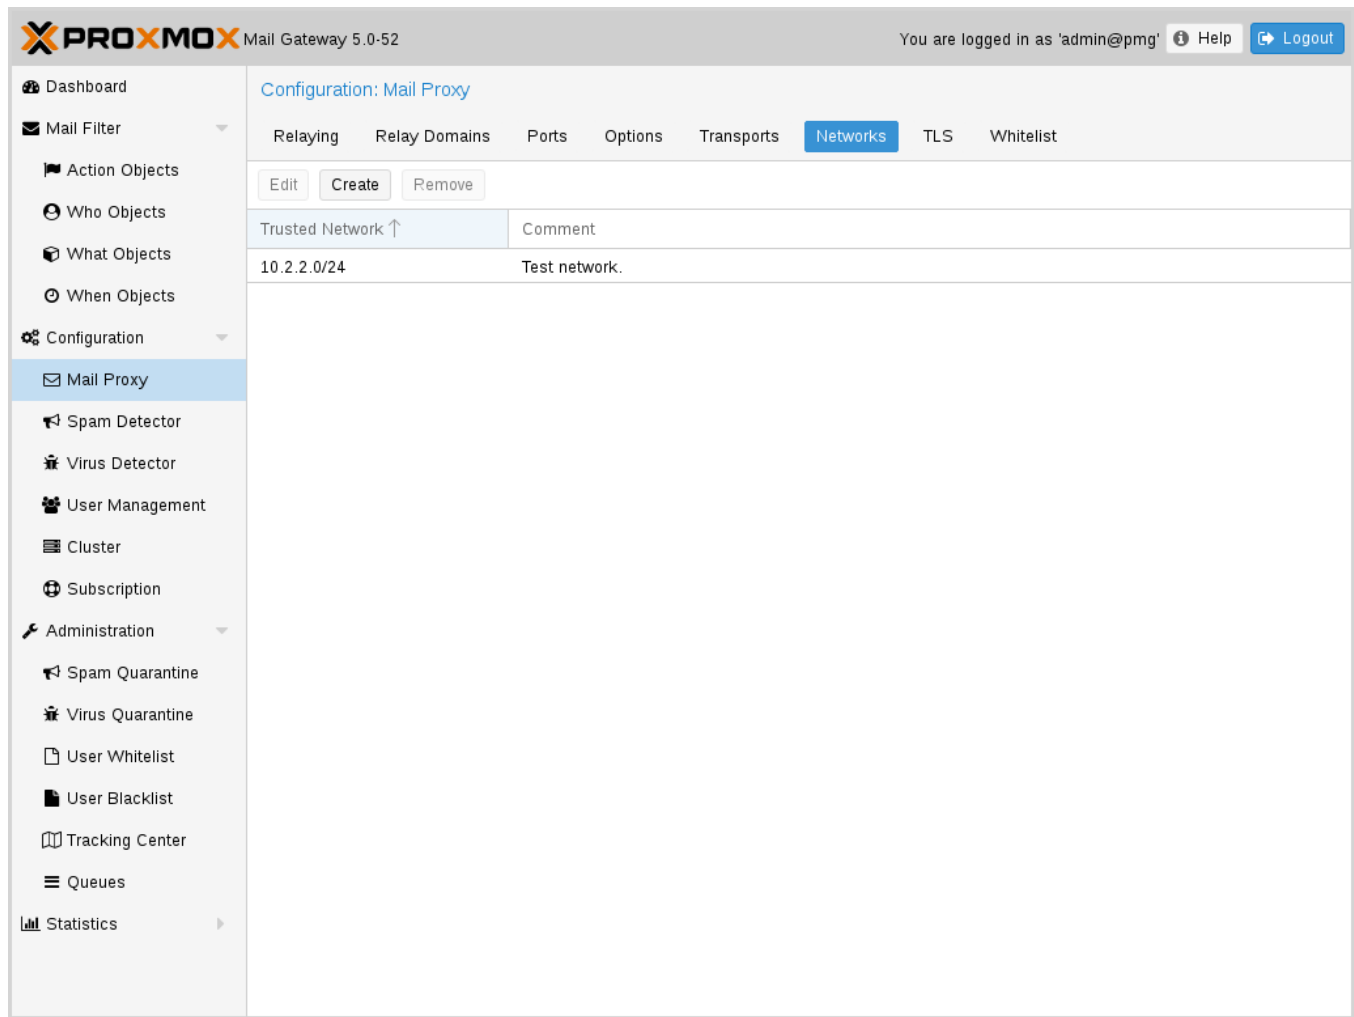 PROXMOX Mail Gateway 5.0-52 You are logged in as 'admin@pmg' Help Logout
Dashboard
Mail Filter
Action Objects
Who Objects
What Objects
When Objects
Configuration
Mail Proxy
Spam Detector
Virus Detector
User Management
Cluster
Subscription
Administration
Spam Quarantine
Virus Quarantine
User Whitelist
User Blacklist
Tracking Center
Queues
Statistics
Configuration: Mail Proxy
Relaying Relay Domains Ports Options Transports Networks TLS Whitelist
Edit Create Remove
Trusted Network Comment
10.2.2.0/24 Test network.